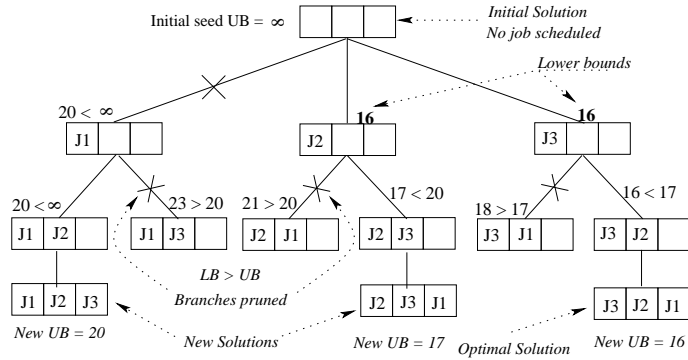 Initial seed UB = ∞
Initial Solution
No job scheduled
Lower bounds
20 < ∞
16
16
J1
J2
J3
20 < ∞
23 > 20
21 > 20
17 < 20
18 > 17
16 < 17
J1 J2
J1 J3
J2 J1
J2 J3
J3 J1
J3 J2
LB > UB
Branches pruned
J1 J2 J3
J2 J3 J1
J3 J2 J1
New UB = 20
New Solutions
New UB = 17
Optimal Solution
New UB = 16